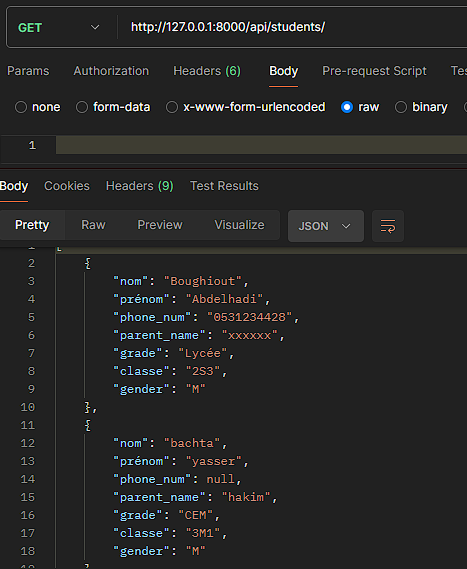 GET http://127.0.0.1:8000/api/students/
Params Authorization Headers (6) Body Pre-request Script
none form-data x-www-form-urlencoded raw binary
1
Body Cookies Headers (9) Test Results
Pretty Raw Preview Visualize JSON
2 {
3 "nom": "Boughiout",
4 "prénom": "Abdelhadi",
5 "phone_num": "0531234428",
6 "parent_name": "xxxxxx",
7 "grade": "Lycée",
8 "classe": "2S3",
9 "gender": "M"
10 },
11 {
12 "nom": "bachta",
13 "prénom": "yasser",
14 "phone_num": null,
15 "parent_name": "hakim",
16 "grade": "CEM",
17 "classe": "3M1",
18 "gender": "M"